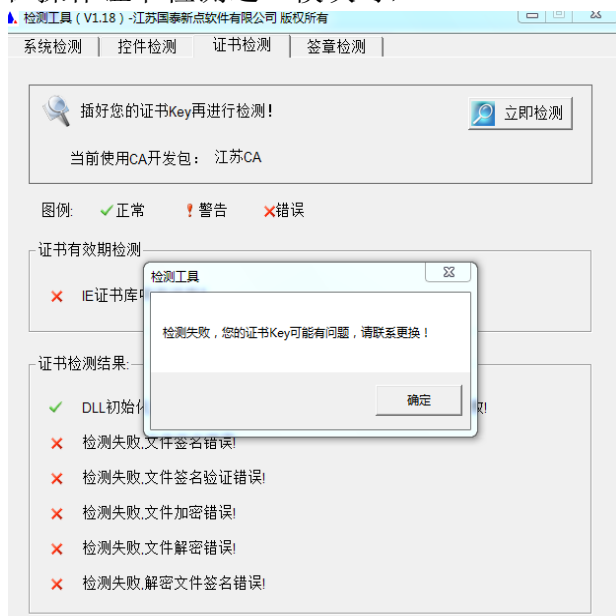 检测工具（V1.18）-江苏国泰新点软件有限公司 版权所有
系统检测 控件检测 证书检测 签章检测
插好您的证书Key再进行检测！
立即检测
当前使用CA开发包： 江苏CA
图例: 正常 警告 错误
证书有效期检测
检测工具
IE证书库
检测失败，您的证书Key可能有问题，请联系更换！
确定
证书检测结果:
DLL初始
检测失败,文件签名错误!
检测失败,文件签名验证错误!
检测失败,文件加密错误!
检测失败,文件解密错误!
检测失败,解密文件签名错误!